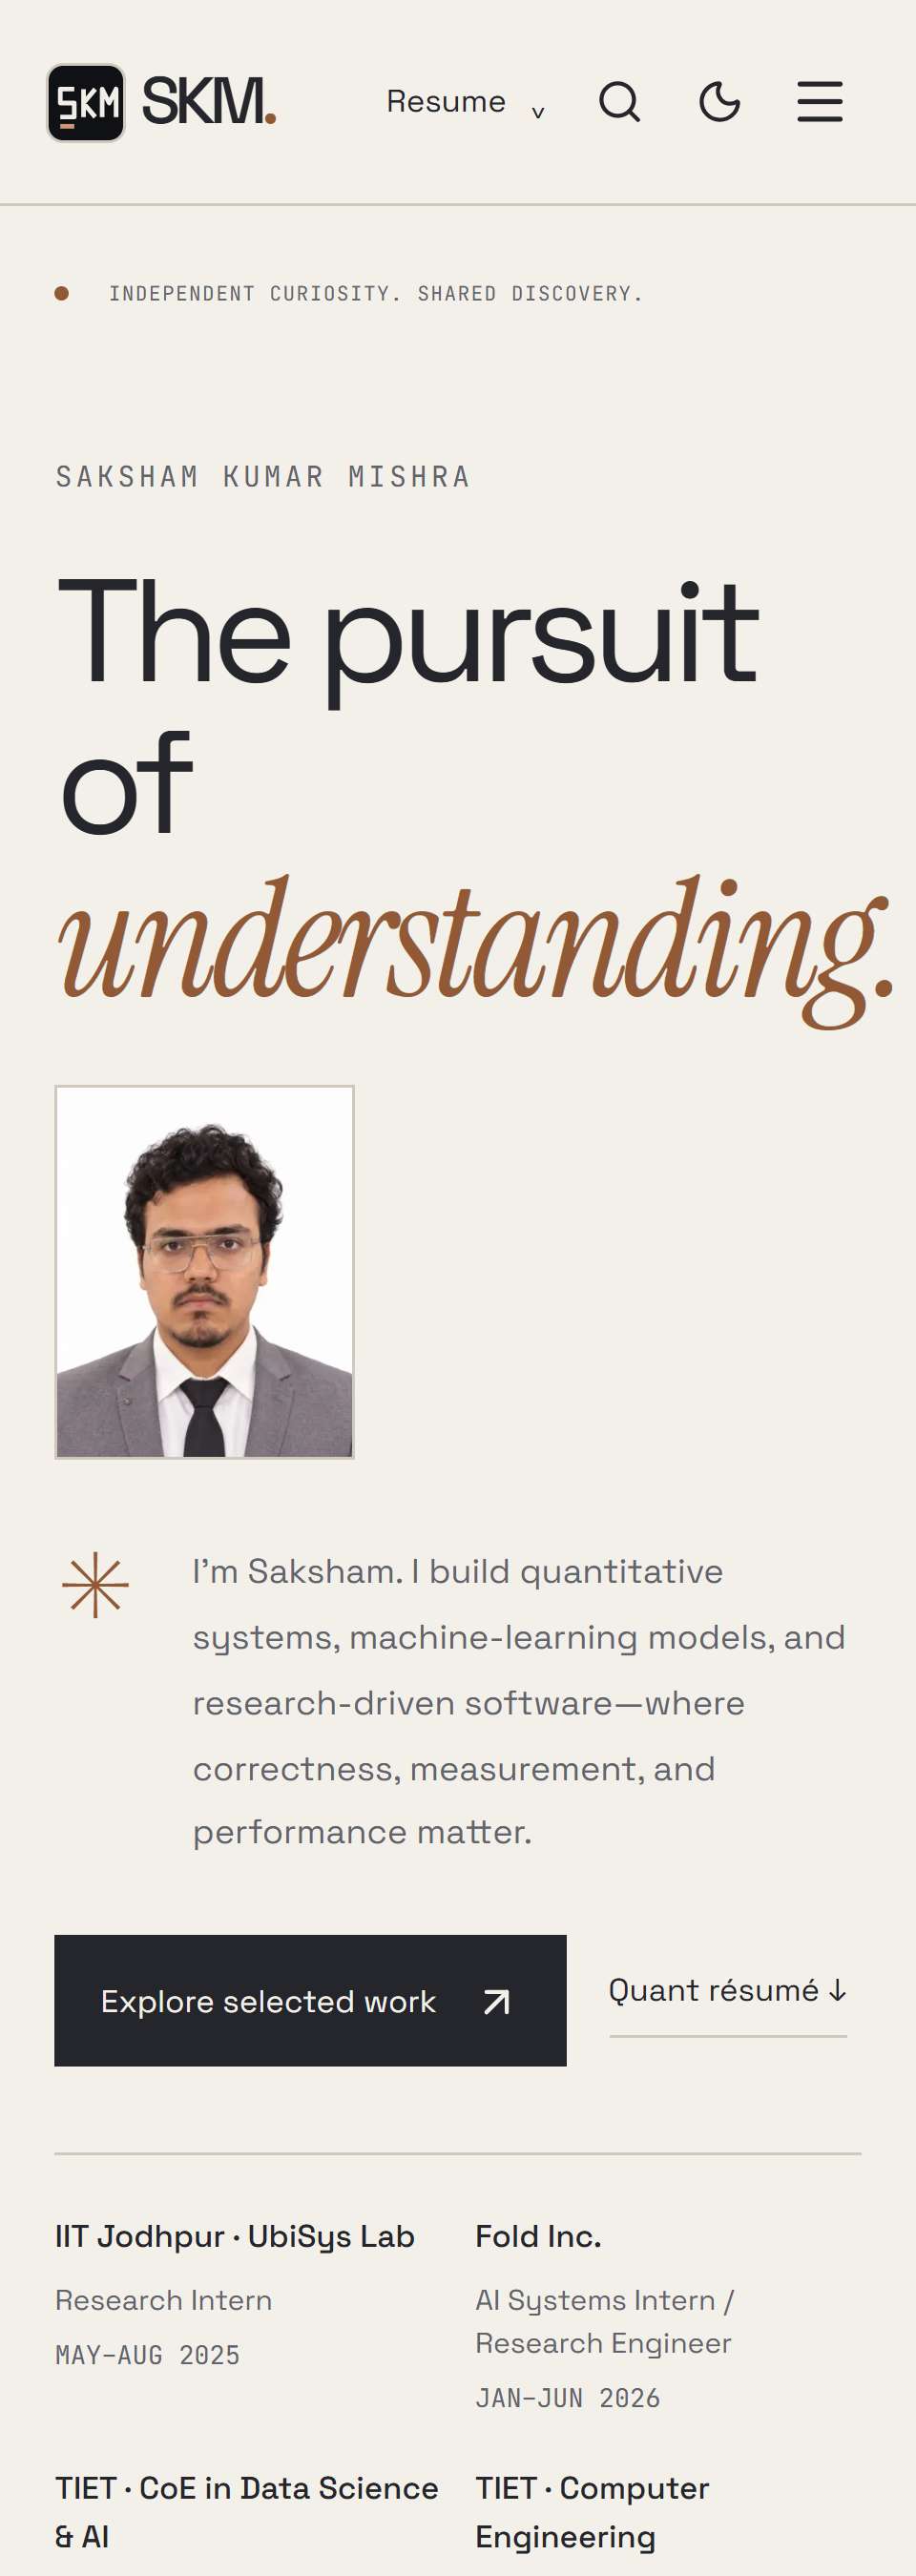 SKM SKM. Resume v
INDEPENDENT CURIOSITY. SHARED DISCOVERY.
SAKSHAM KUMAR MISHRA
The pursuit
of
understanding.
I'm Saksham. I build quantitative
systems, machine-learning models, and
research-driven software—where
correctness, measurement, and
performance matter.
Explore selected work ↗
Quant résumé ↓
IIT Jodhpur · UbiSys Lab
Research Intern
MAY–AUG 2025
Fold Inc.
AI Systems Intern /
Research Engineer
JAN–JUN 2026
TIET · CoE in Data Science
& AI
TIET · Computer
Engineering